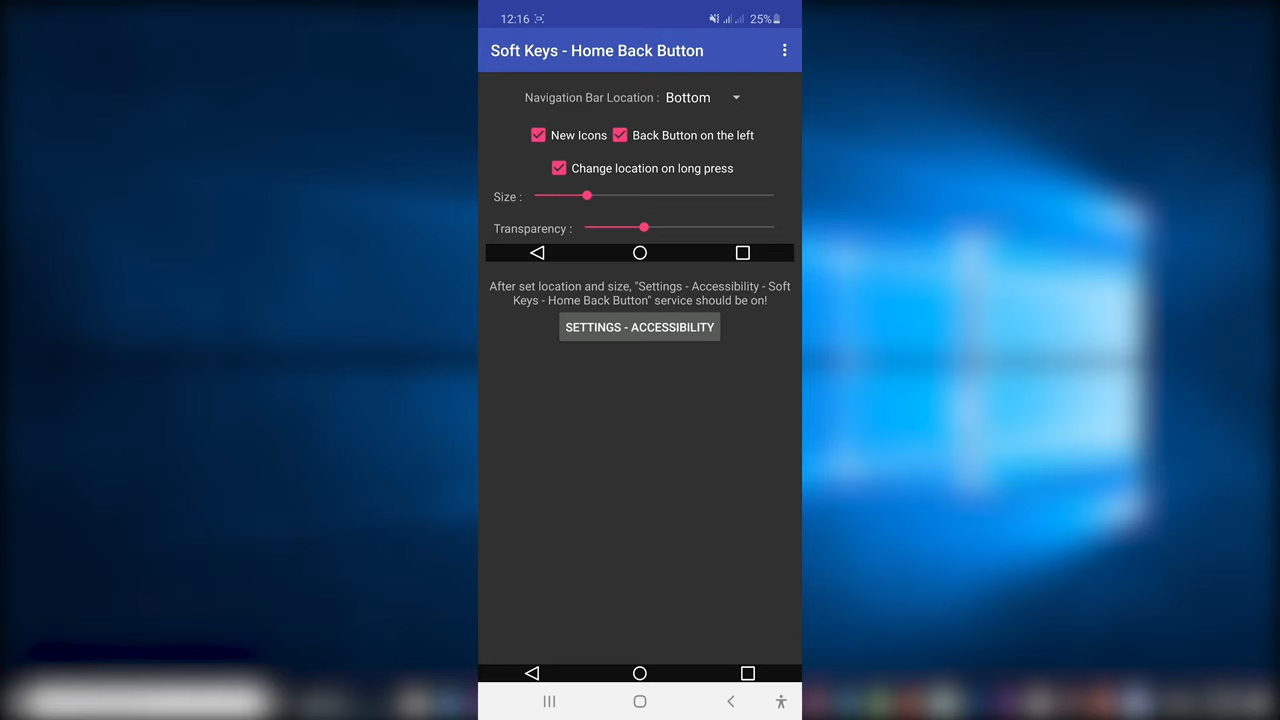 12:16
25%
Soft Keys - Home Back Button
Navigation Bar Location : Bottom
New Icons Back Button on the left
Change location on long press
Size :
Transparency :
After set location and size, "Settings - Accessibility - Soft
Keys - Home Back Button" service should be on!
SETTINGS - ACCESSIBILITY